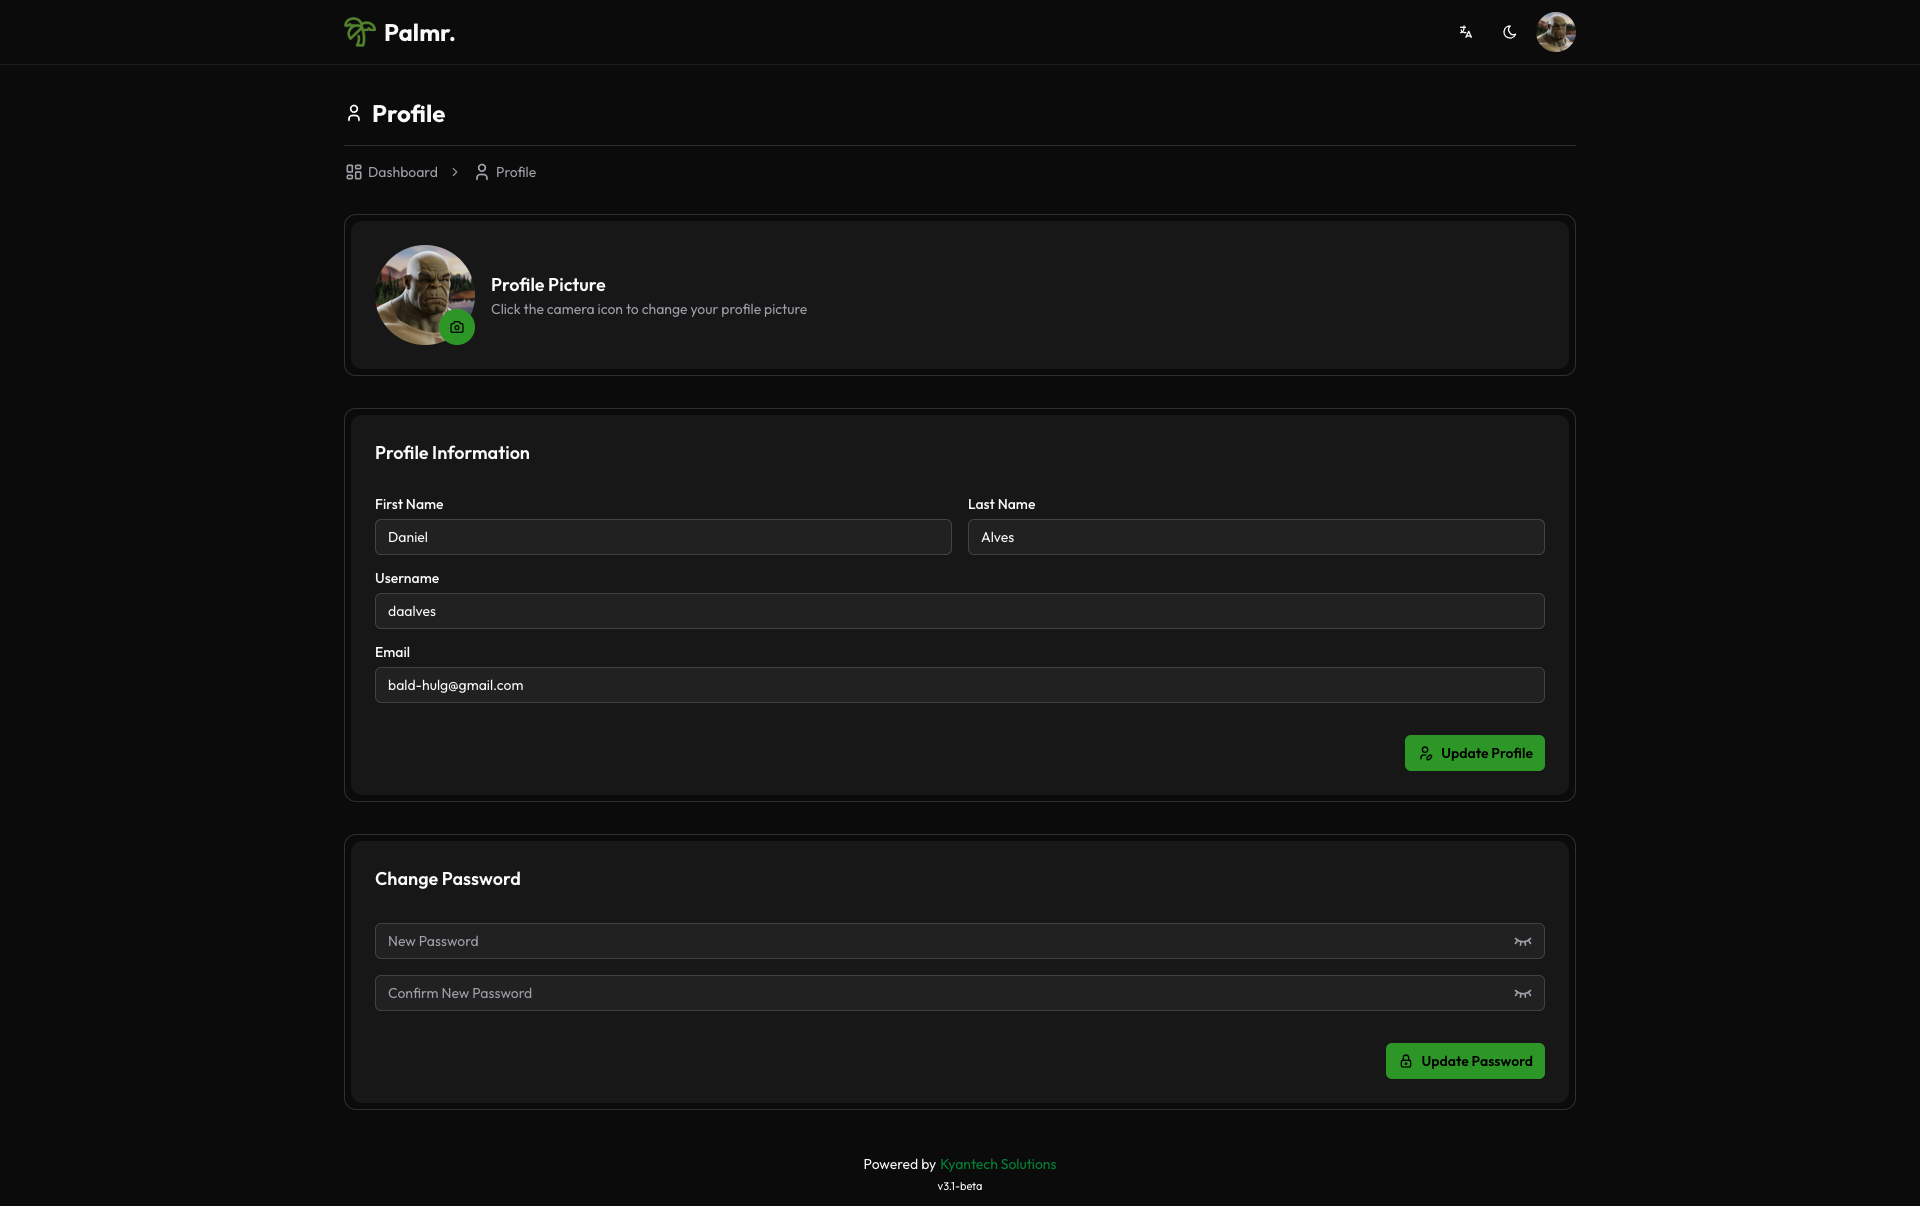 Palmr.
Profile
Dashboard > Profile
Profile Picture
Click the camera icon to change your profile picture
Profile Information
First Name
Last Name
Daniel
Alves
Username
daalves
Email
bald-hulg@gmail.com
Update Profile
Change Password
New Password
Confirm New Password
Update Password
Powered by Kyantech Solutions
v3.1-beta